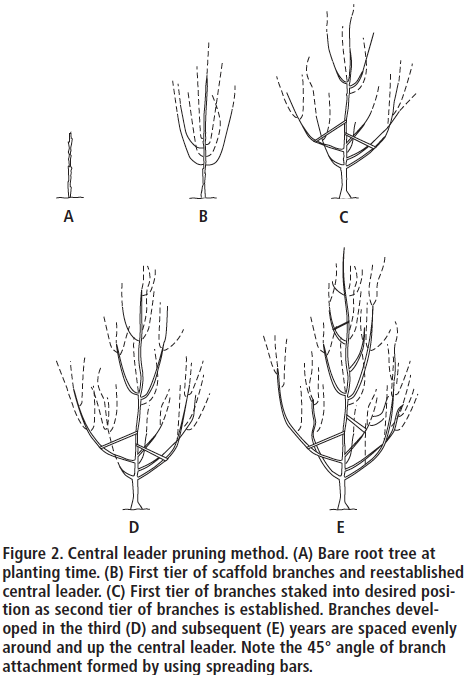 A
B
C
D
E
Figure 2. Central leader pruning method. (A) Bare root tree at
planting time. (B) First tier of scaffold branches and reestablished
central leader. (C) First tier of branches staked into desired posi-
tion as second tier of branches is established. Branches devel-
oped in the third (D) and subsequent (E) years are spaced evenly
around and up the central leader. Note the 45° angle of branch
attachment formed by using spreading bars.